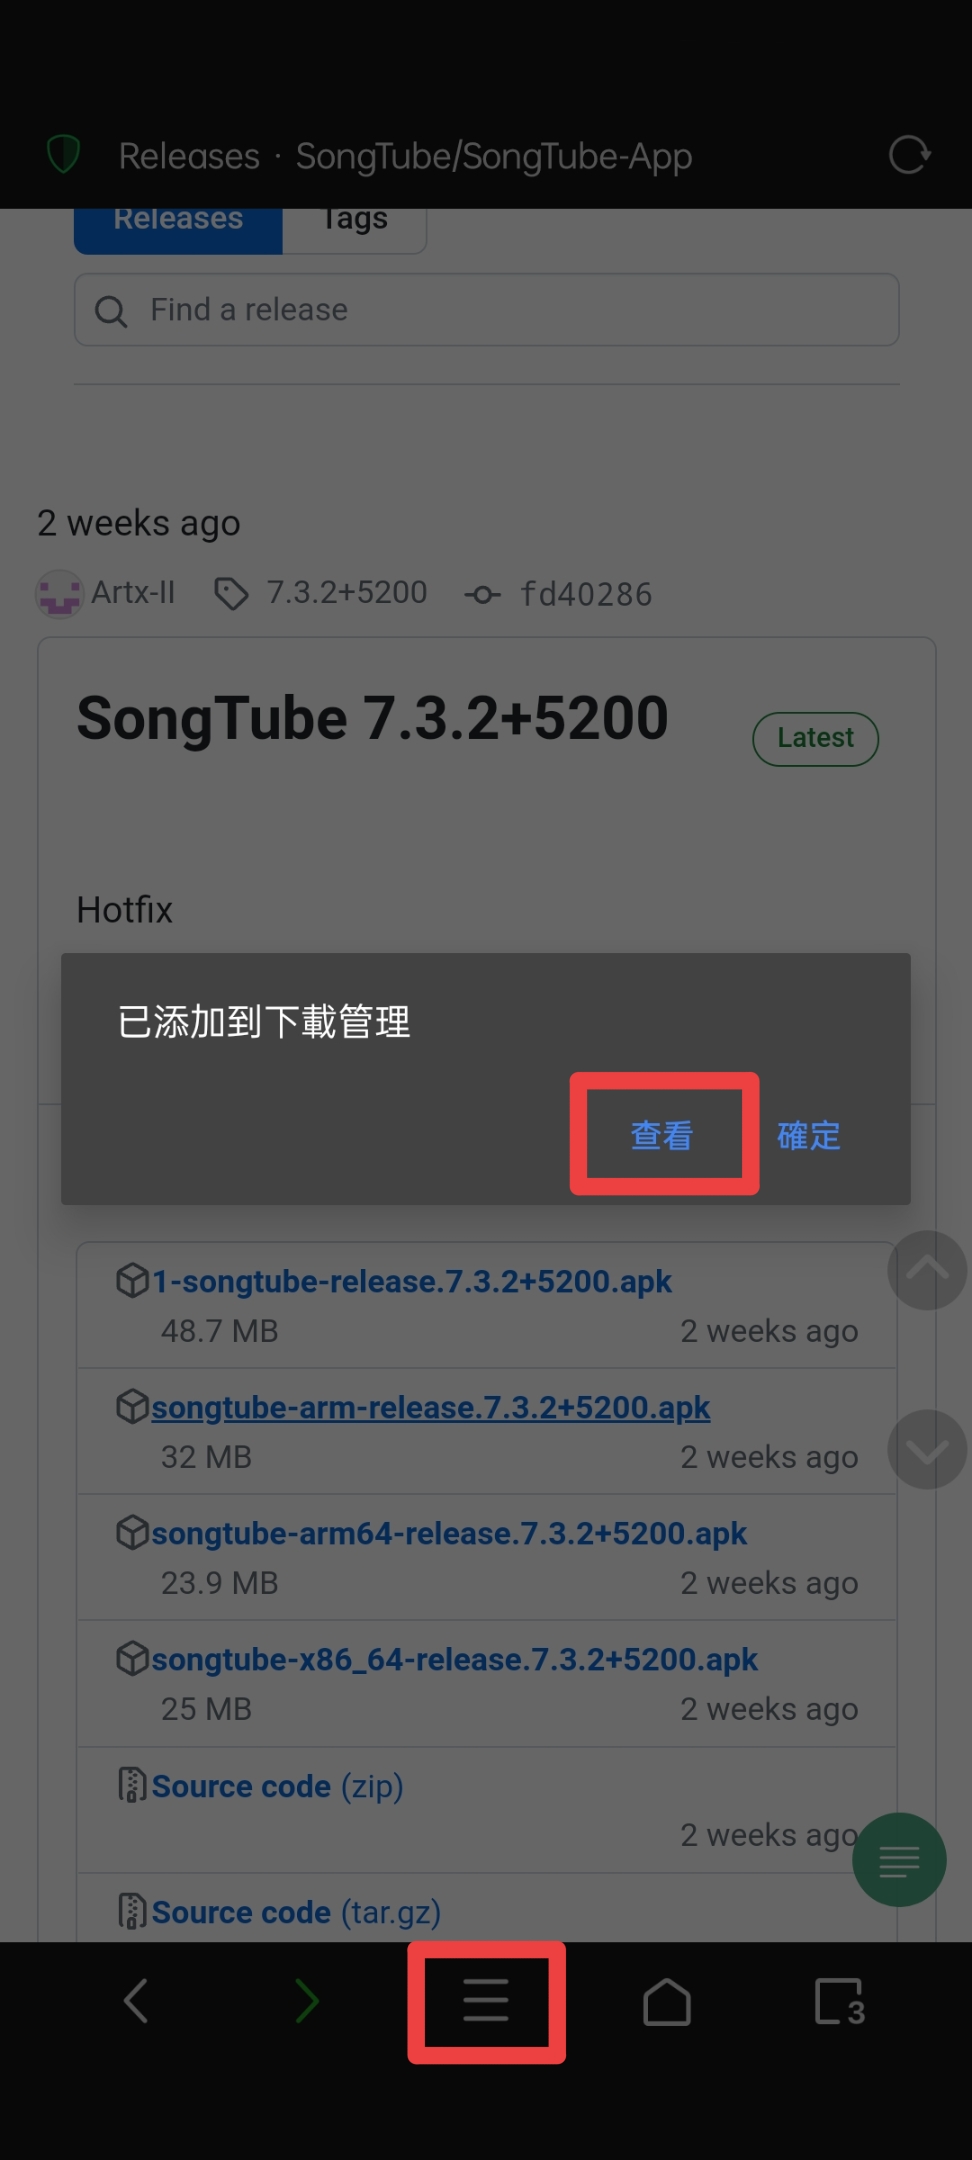 Releases · SongTube/SongTube-App
Releases
Tags
Find a release
2 weeks ago
Artx-II
7.3.2+5200
fd40286
SongTube 7.3.2+5200
Latest
Hotfix
已添加到下載管理
查看
確定
1-songtube-release.7.3.2+5200.apk
48.7 MB
2 weeks ago
songtube-arm-release.7.3.2+5200.apk
32 MB
2 weeks ago
songtube-arm64-release.7.3.2+5200.apk
23.9 MB
2 weeks ago
songtube-x86_64-release.7.3.2+5200.apk
25 MB
2 weeks ago
Source code (zip)
2 weeks ago
Source code (tar.gz)
3